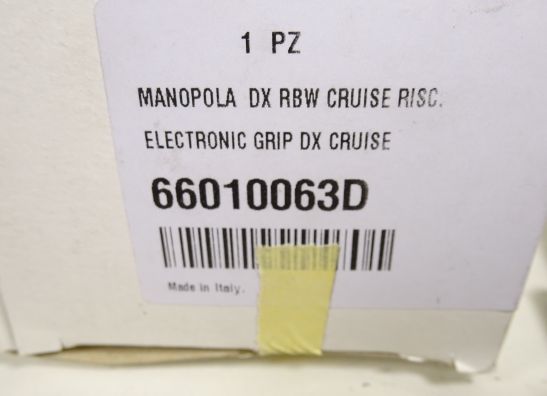 1 PZ
MANOPOLA DX RBW CRUISE RISC.
ELECTRONIC GRIP DX CRUISE
66010063D
Made in Italy.